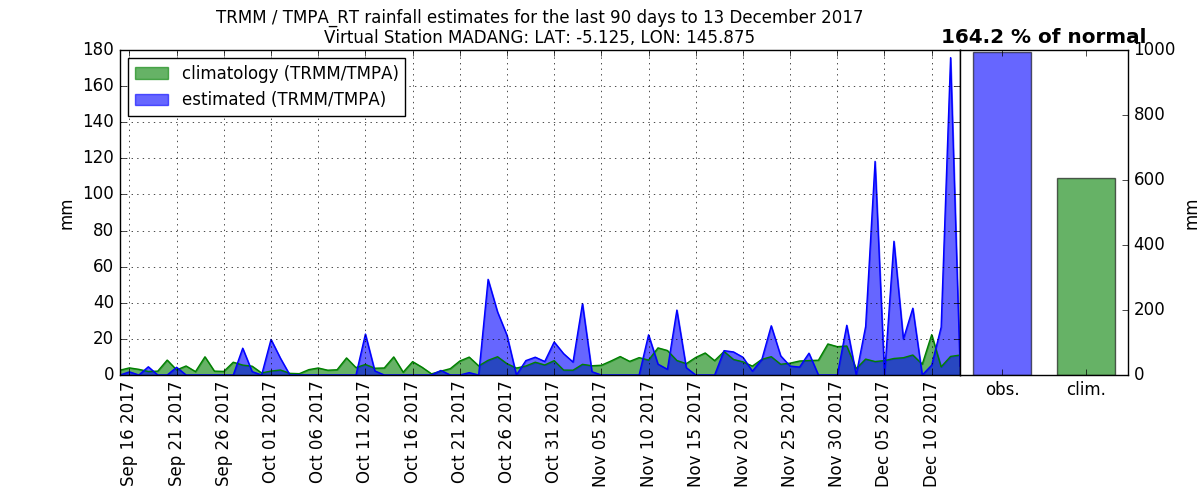 TRMM / TMPA_RT rainfall estimates for the last 90 days to 13 December 2017
Virtual Station MADANG: LAT: -5.125, LON: 145.875
164.2 % of normal
climatology (TRMM/TMPA)
estimated (TRMM/TMPA)
mm
180
160
140
120
100
80
60
40
20
0
Sep 16 2017
Sep 21 2017
Sep 26 2017
Oct 01 2017
Oct 06 2017
Oct 11 2017
Oct 16 2017
Oct 21 2017
Oct 26 2017
Oct 31 2017
Nov 05 2017
Nov 10 2017
Nov 15 2017
Nov 20 2017
Nov 25 2017
Nov 30 2017
Dec 05 2017
Dec 10 2017
obs.
clim.
1000
800
600
400
200
0
mm